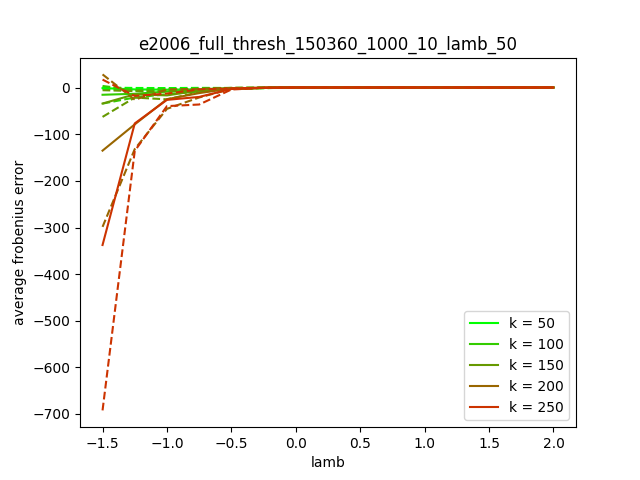 e2006_full_thresh_150360_1000_10_lamb_50
average frobenius error
0
−100
−200
−300
−400
−500
−600
−700
k = 50
k = 100
k = 150
k = 200
k = 250
−1.5 −1.0 −0.5 0.0 0.5 1.0 1.5 2.0
lamb